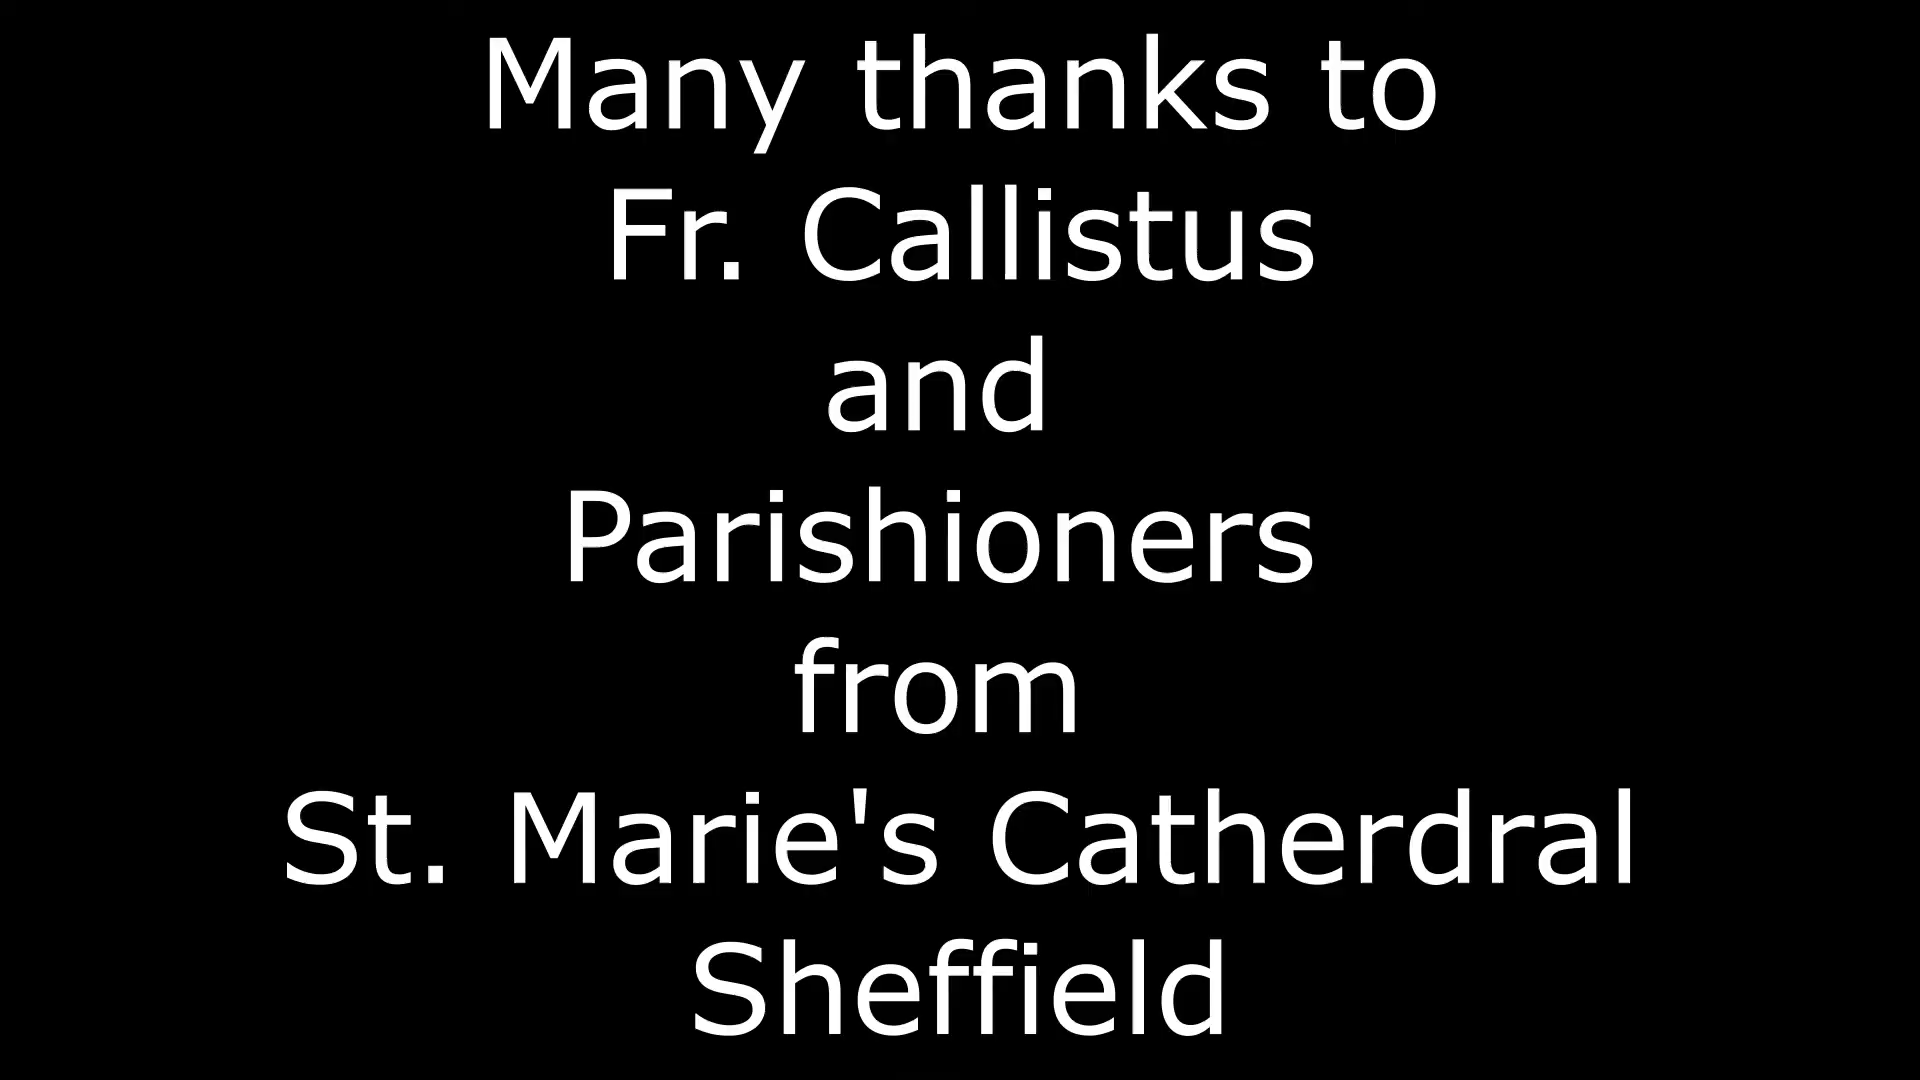 Many thanks to
Fr. Callistus
and
Parishioners
from
St. Marie's Catherdral
Sheffield